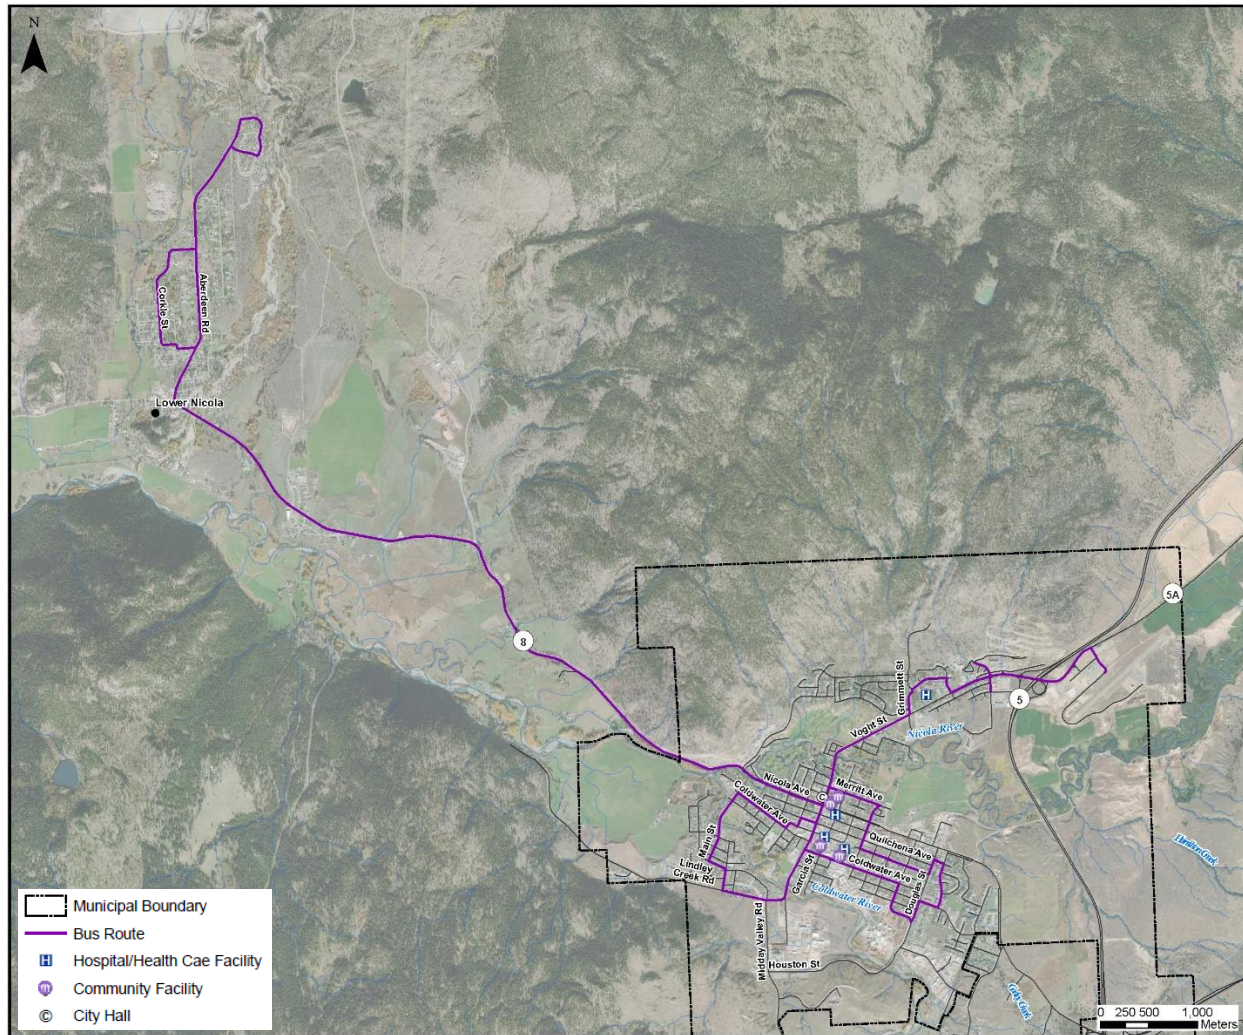 N
Corkle St
Aberdeen Rd
Lower Nicola
8
5A
5
Grimmett St
Voght St
Nicola River
Nicola Ave
Merritt Ave
Coldwater Ave
Main St
Quilchena Ave
Coldwater Ave
Garcia St
Douglas St
Lindley
Creek Rd
Coldwater River
Midday Valley Rd
Houston St
Hamilton Creek
H
H
H
H
©
Municipal Boundary
Bus Route
H Hospital/Health Cae Facility
Community Facility
© City Hall
0 250 500 1,000
Meters